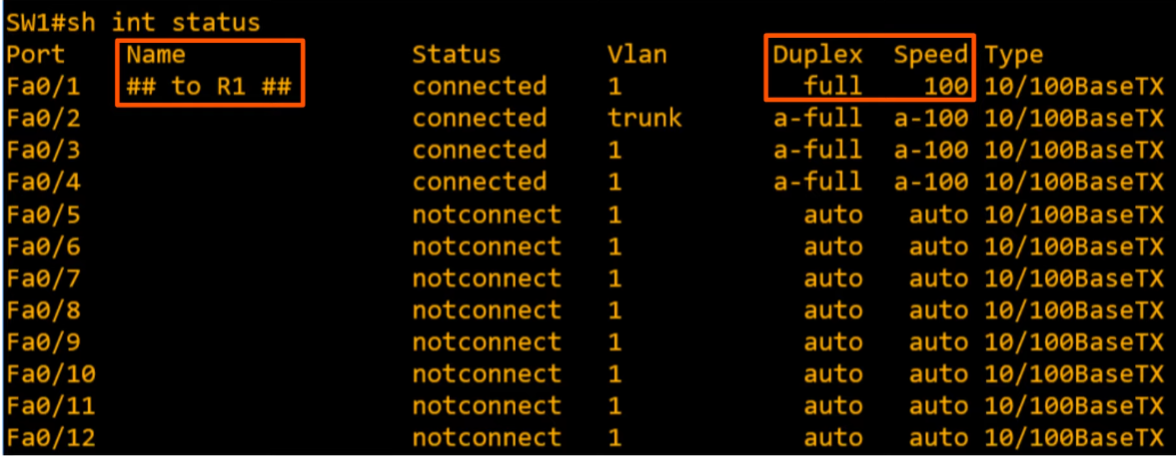 SW1#sh int status
Port Name Status Vlan Duplex Speed Type
Fa0/1 ## to R1 ## connected 1 full 100 10/100BaseTX
Fa0/2 connected trunk a-full a-100 10/100BaseTX
Fa0/3 connected 1 a-full a-100 10/100BaseTX
Fa0/4 connected 1 a-full a-100 10/100BaseTX
Fa0/5 notconnect 1 auto auto 10/100BaseTX
Fa0/6 notconnect 1 auto auto 10/100BaseTX
Fa0/7 notconnect 1 auto auto 10/100BaseTX
Fa0/8 notconnect 1 auto auto 10/100BaseTX
Fa0/9 notconnect 1 auto auto 10/100BaseTX
Fa0/10 notconnect 1 auto auto 10/100BaseTX
Fa0/11 notconnect 1 auto auto 10/100BaseTX
Fa0/12 notconnect 1 auto auto 10/100BaseTX